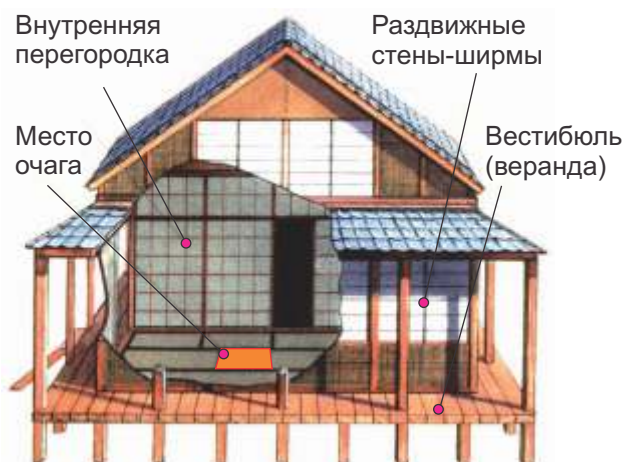 Внутренняя
перегородка
Раздвижные
стены-ширмы
Место
очага
Вестибюль
(веранда)